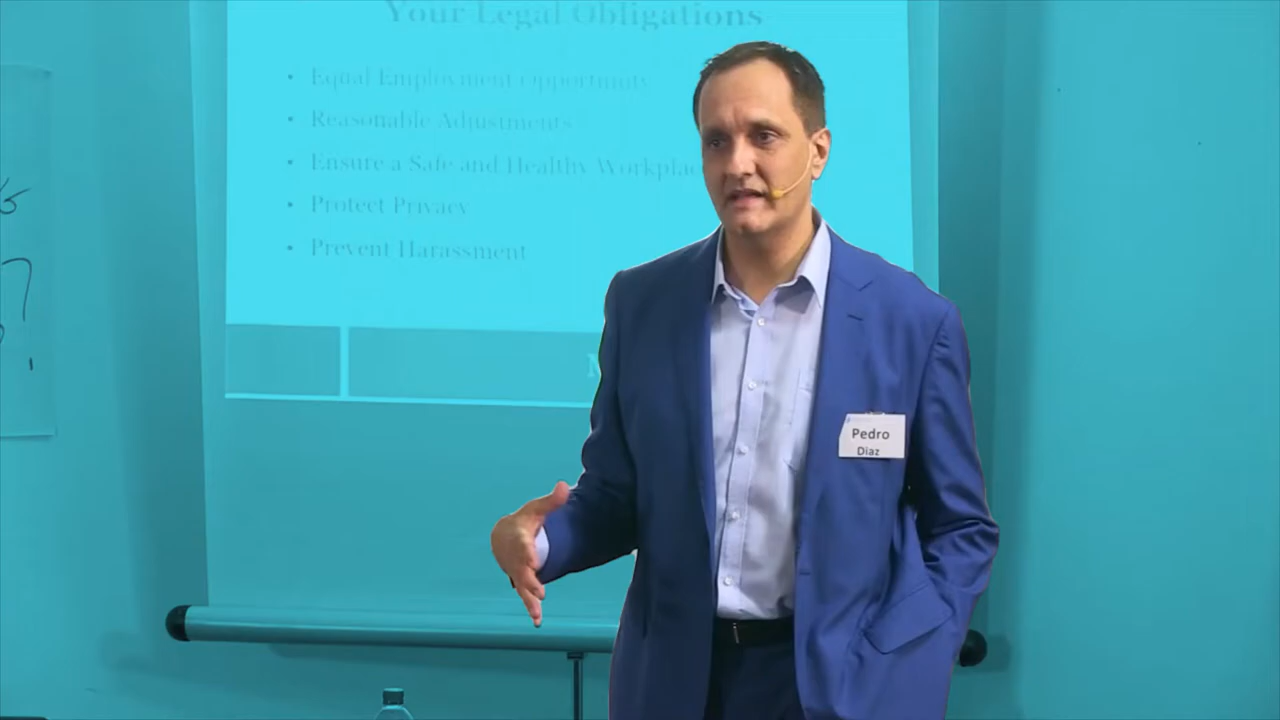 Your Legal Obligations
• Equal Employment Opportunity
• Reasonable Adjustments
• Ensure a Safe and Healthy Workplace
• Protect Privacy
• Prevent Harassment
Pedro
Diaz